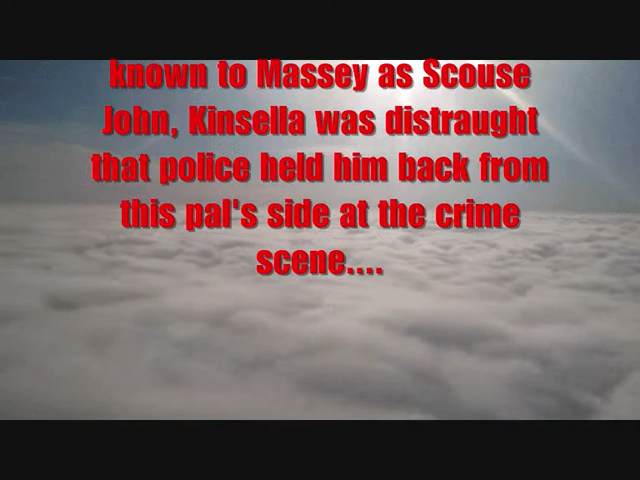 known to Massey as Scouse
John, Kinsella was distraught
that police held him back from
this pal's side at the crime
scene....